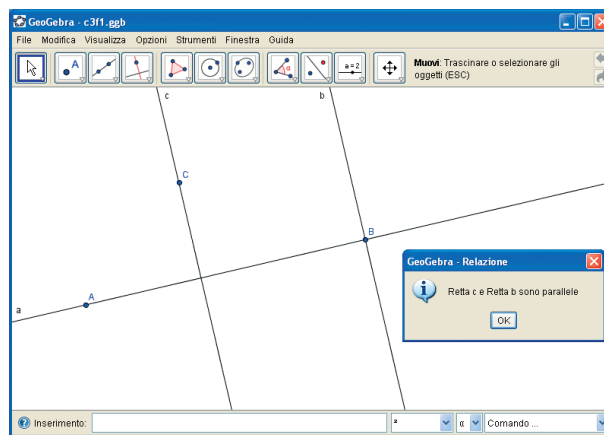 GeoGebra - c3f1.ggb
File Modifica Visualizza Opzioni Strumenti Finestra Guida
A
α
a = 2
Muovi: Trascinare o selezionare gli
oggetti (ESC)
c
b
C
B
A
a
GeoGebra - Relazione
Retta c e Retta b sono parallele
OK
Inserimento:
α
Comando ...